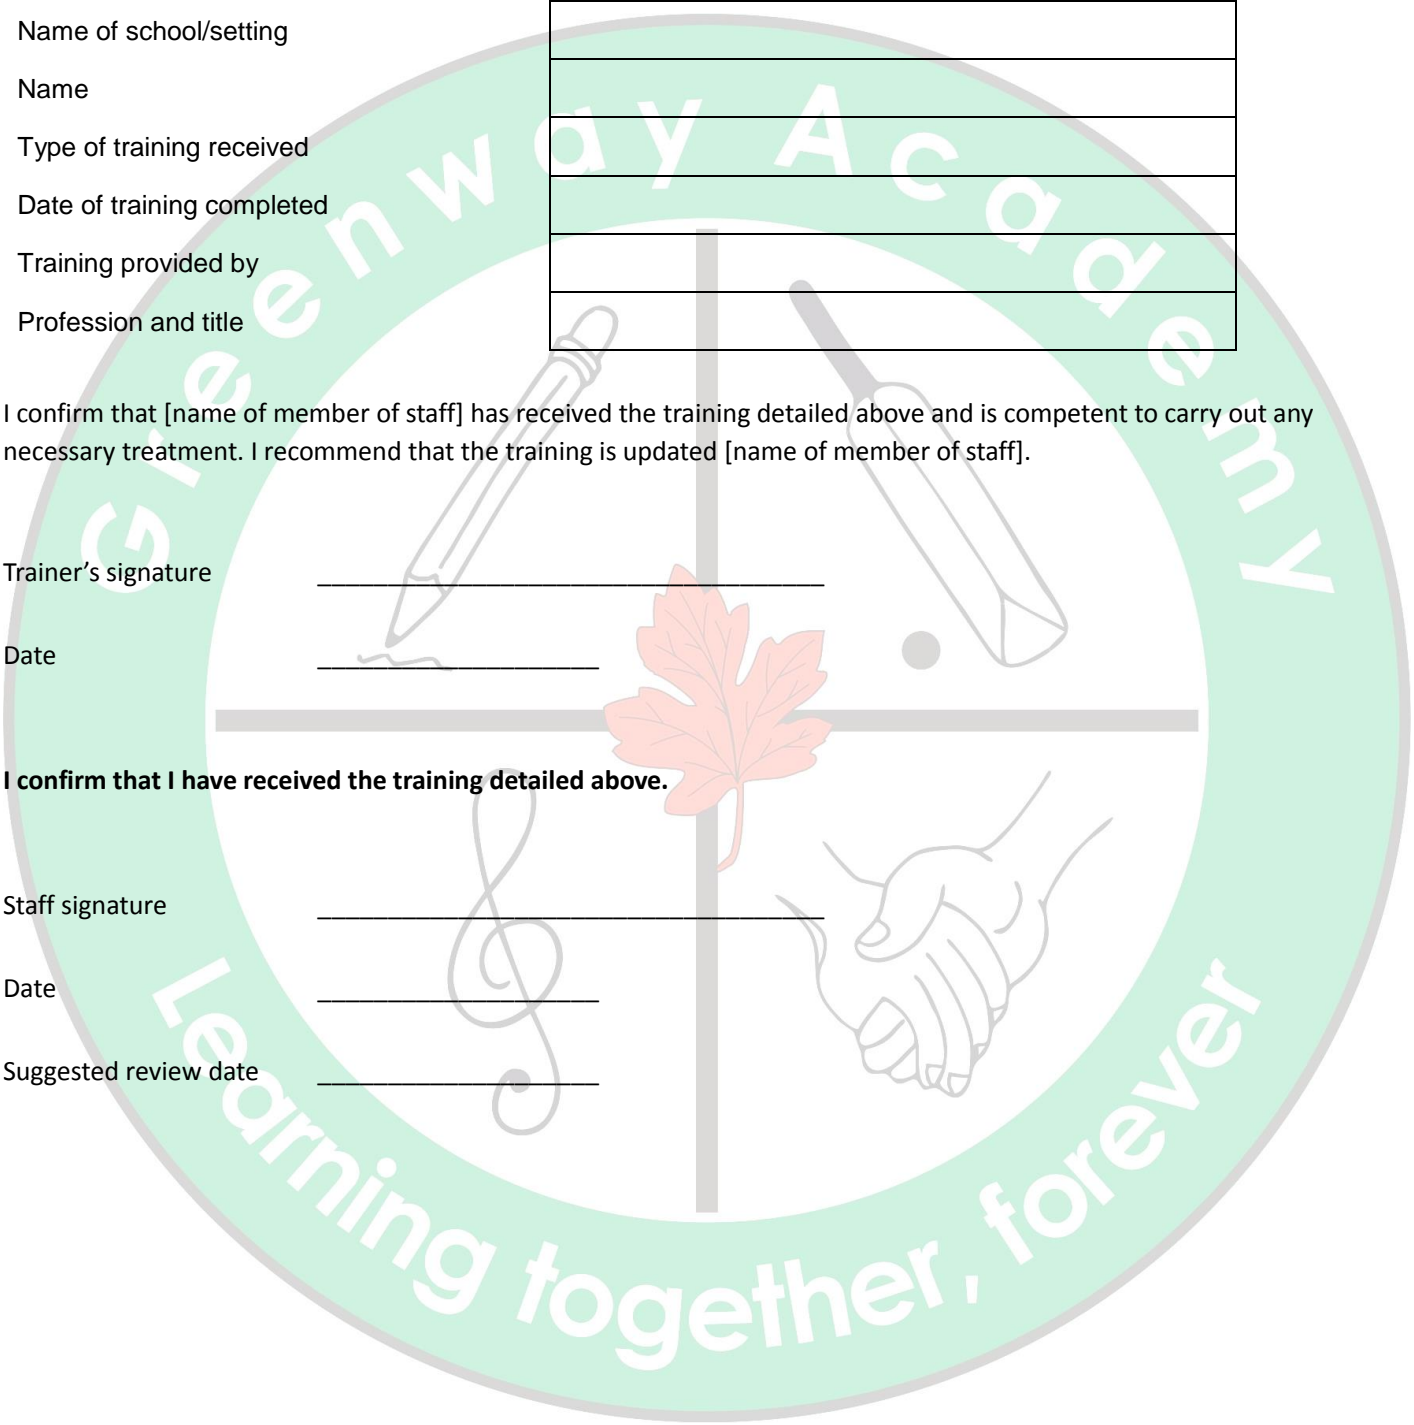 Name of school/setting
Name
Type of training received
Date of training completed
Training provided by
Profession and title
I confirm that [name of member of staff] has received the training detailed above and is competent to carry out any
necessary treatment. I recommend that the training is updated [name of member of staff].
Trainer’s signature
Date
I confirm that I have received the training detailed above.
Staff signature
Date
Suggested review date
Greenway Academy
Learning together, forever